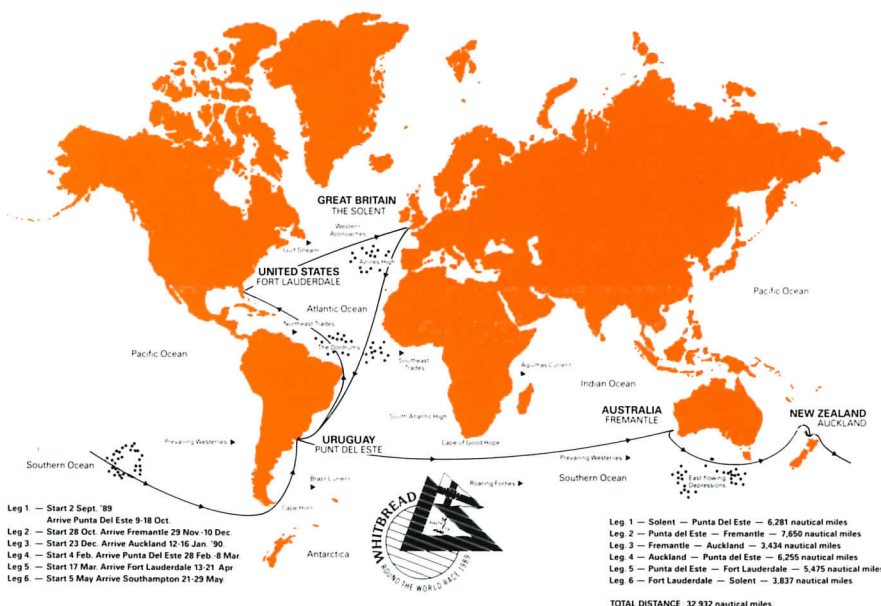 GREAT BRITAIN
THE SOLENT
Western
Approaches
Gulf Stream
Azores High
UNITED STATES
FORT LAUDERDALE
Atlantic Ocean
Pacific Ocean
Northeast Trades
The Doldrums
Pacific Ocean
Southeast
Trades
Agulhas Current
Indian Ocean
South Atlantic High
AUSTRALIA
FREMANTLE
NEW ZEALAND
AUCKLAND
URUGUAY
PUNT DEL ESTE
Prevailing Westerlies
Cape of Good Hope
Prevailing Westerlies
Southern Ocean
Brazil Current
Roaring Forties
Southern Ocean
East flowing
Depressions
Cape Horn
Antarctica
WHITBREAD
ROUND THE WORLD RACE 1989
Leg 1. — Start 2 Sept. '89
Arrive Punta Del Este 9-18 Oct.
Leg 2. — Start 28 Oct. Arrive Fremantle 29 Nov.-10 Dec.
Leg 3. — Start 23 Dec. Arrive Auckland 12-16 Jan. '90.
Leg 4. — Start 4 Feb. Arrive Punta Del Este 28 Feb.-8 Mar.
Leg 5. — Start 17 Mar. Arrive Fort Lauderdale 13-21 Apr.
Leg 6. — Start 5 May Arrive Southampton 21-29 May.
Leg. 1 — Solent — Punta Del Este — 6,281 nautical miles
Leg. 2 — Punta del Este — Fremantle — 7,650 nautical miles
Leg. 3 — Fremantle — Auckland — 3,434 nautical miles
Leg. 4 — Auckland — Punta del Este — 6,255 nautical miles
Leg. 5 — Punta del Este — Fort Lauderdale — 5,475 nautical miles
Leg. 6 — Fort Lauderdale — Solent — 3,837 nautical miles
TOTAL DISTANCE 32,932 nautical miles